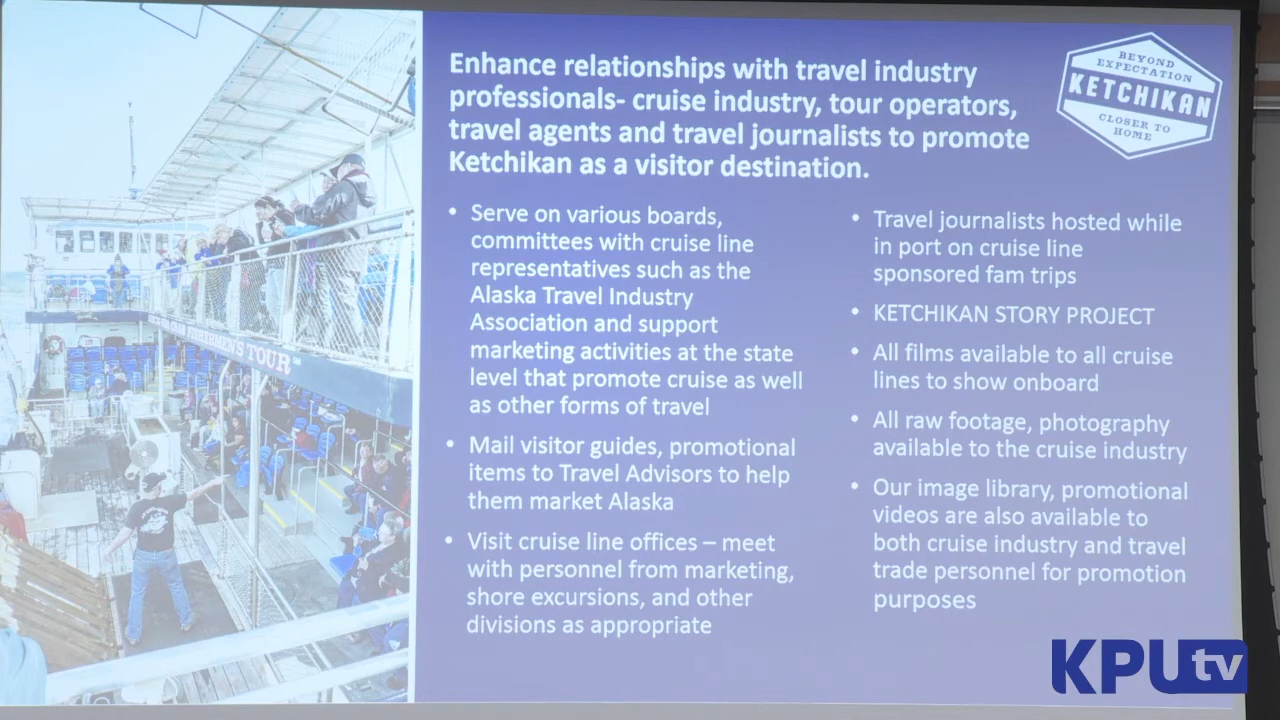 Enhance relationships with travel industry
professionals- cruise industry, tour operators,
travel agents and travel journalists to promote
Ketchikan as a visitor destination.
BEYOND
EXPECTATION
KETCHIKAN
CLOSER TO
HOME
• Serve on various boards,
committees with cruise line
representatives such as the
Alaska Travel Industry
Association and support
marketing activities at the state
level that promote cruise as well
as other forms of travel
• Mail visitor guides, promotional
items to Travel Advisors to help
them market Alaska
• Visit cruise line offices – meet
with personnel from marketing,
shore excursions, and other
divisions as appropriate
• Travel journalists hosted while
in port on cruise line
sponsored fam trips
• KETCHIKAN STORY PROJECT
• All films available to all cruise
lines to show onboard
• All raw footage, photography
available to the cruise industry
• Our image library, promotional
videos are also available to
both cruise industry and travel
trade personnel for promotion
purposes
FISHERMEN'S TOUR
KPUtv